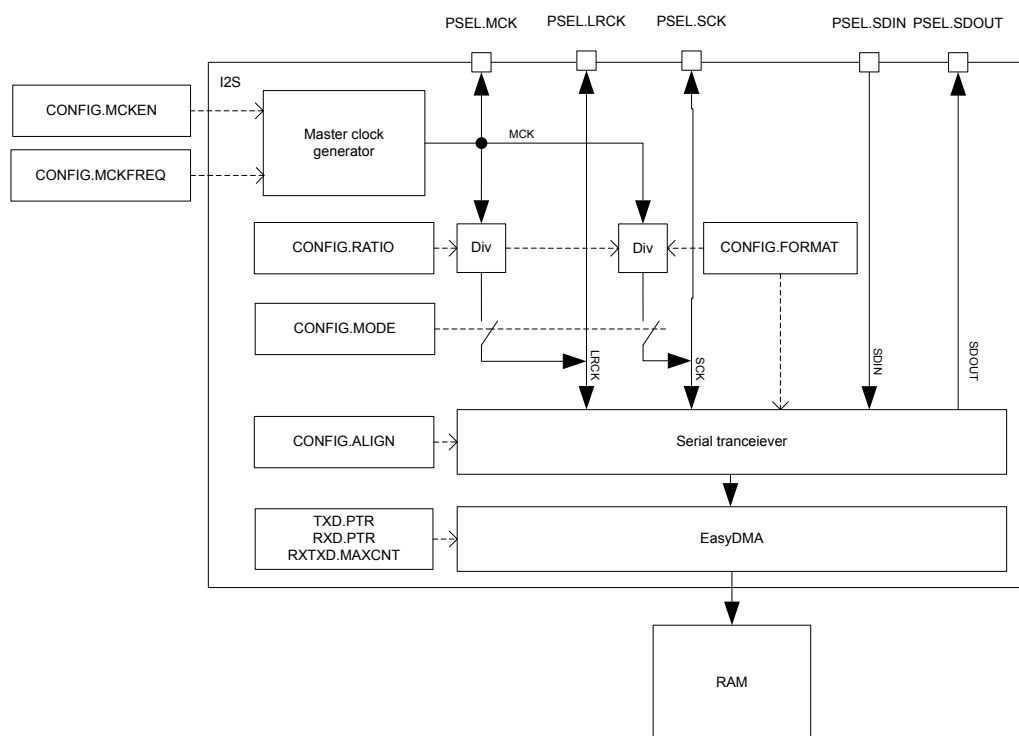 PSEL.MCK
PSEL.LRCK
PSEL.SCK
PSEL.SDIN
PSEL.SDOUT
I2S
CONFIG.MCKEN
Master clock
generator
MCK
CONFIG.MCKFREQ
CONFIG.RATIO
Div
Div
CONFIG.FORMAT
CONFIG.MODE
LRCK
SCK
SDIN
SDOUT
CONFIG.ALIGN
Serial tranceiever
TXD.PTR
RXD.PTR
RXTXD.MAXCNT
EasyDMA
RAM